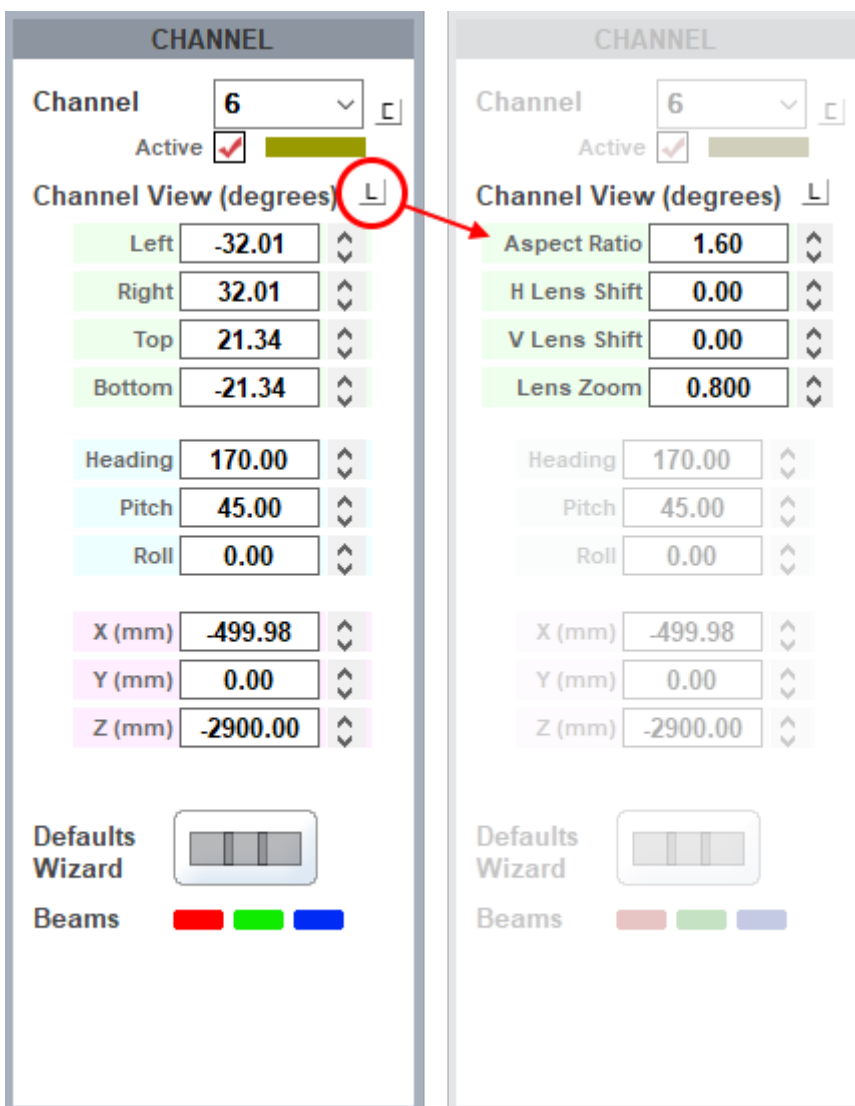 CHANNEL
Channel 6 C
Active
Channel View (degrees) L
Left -32.01
Right 32.01
Top 21.34
Bottom -21.34
Heading 170.00
Pitch 45.00
Roll 0.00
X (mm) -499.98
Y (mm) 0.00
Z (mm) -2900.00
Defaults
Wizard
Beams
CHANNEL
Channel 6 C
Active
Channel View (degrees) L
Aspect Ratio 1.60
H Lens Shift 0.00
V Lens Shift 0.00
Lens Zoom 0.800
Heading 170.00
Pitch 45.00
Roll 0.00
X (mm) -499.98
Y (mm) 0.00
Z (mm) -2900.00
Defaults
Wizard
Beams